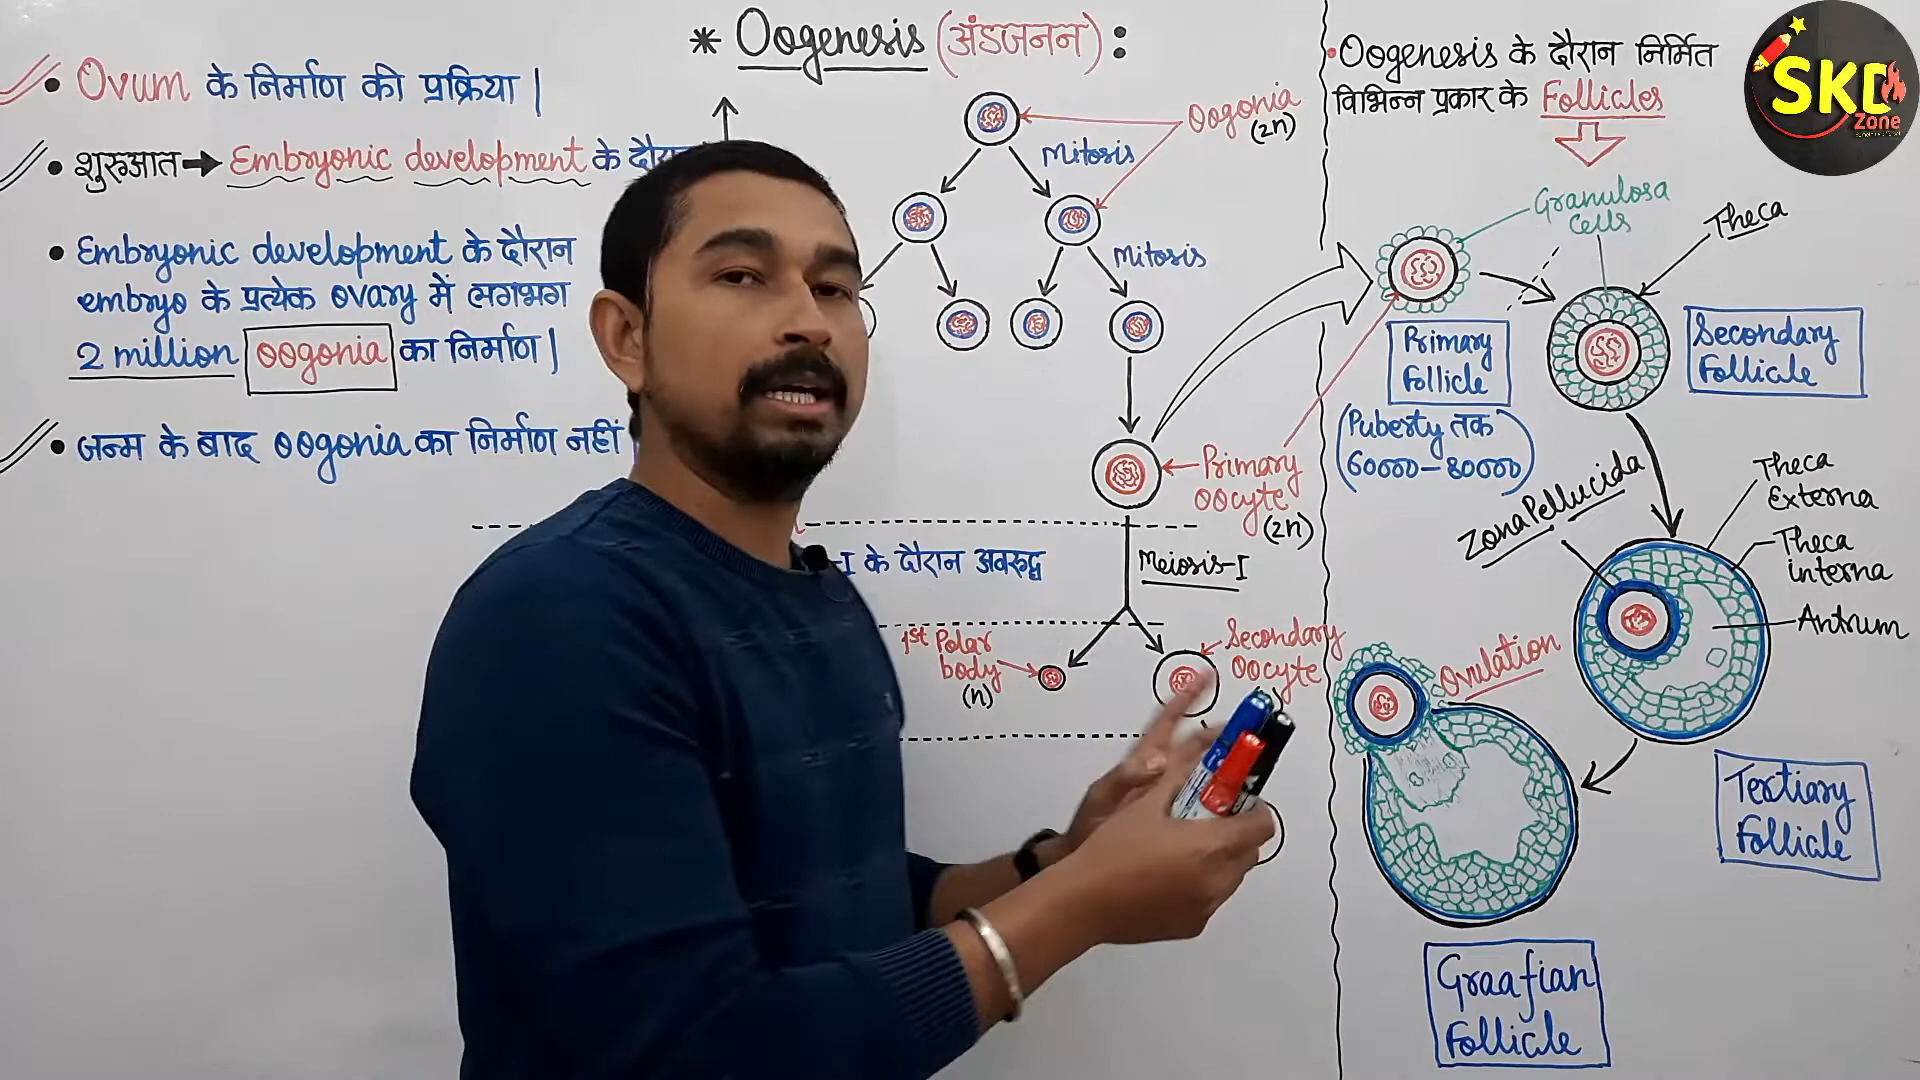 * Oogenesis (अंडजनन) :
• Ovum के निर्माण की प्रक्रिया |
• शुरुआत → Embryonic development के दौरा
• Embryonic development के दौरान
embryo के प्रत्येक ovary में लगभग
2 million oogonia का निर्माण |
• जन्म के बाद oogonia का निर्माण नहीं
Oogonia
(2n)
Mitosis
Mitosis
Primary
oocyte
(2n)
-I के दौरान अवरुद्ध
Meiosis-I
1st Polar
body
(n)
Secondary
oocyte
• Oogenesis के दौरान निर्मित
विभिन्न प्रकार के Follicles
Granulosa
cells
Theca
Primary
Follicle
(Puberty तक
60000-80000)
Secondary
Follicle
Zona Pellucida
Theca
Externa
Theca
interna
Antrum
Ovulation
Tertiary
Follicle
Graafian
Follicle
SKD
Zone